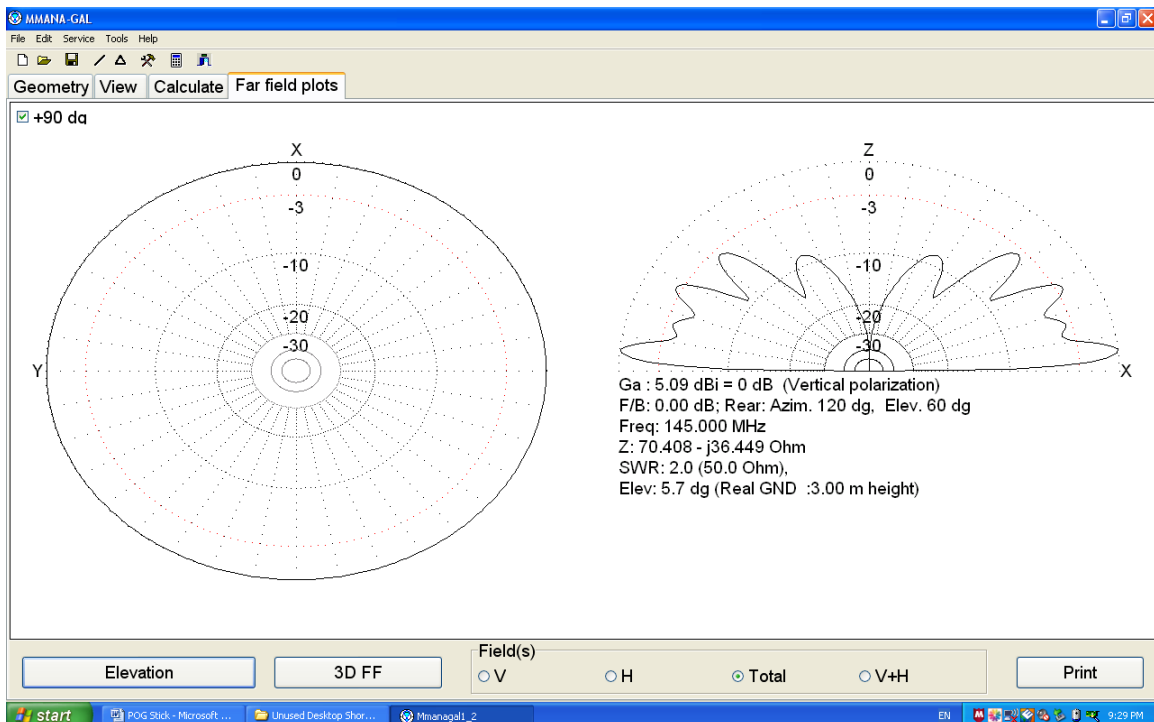 MMANA-GAL
File Edit Service Tools Help
Geometry View Calculate Far field plots
+90 dg
X
0
-3
-10
-20
-30
Y
Z
0
-3
-10
-20
-30
X
Ga : 5.09 dBi = 0 dB (Vertical polarization)
F/B: 0.00 dB; Rear: Azim. 120 dg, Elev. 60 dg
Freq: 145.000 MHz
Z: 70.408 - j36.449 Ohm
SWR: 2.0 (50.0 Ohm),
Elev: 5.7 dg (Real GND :3.00 m height)
Field(s)
Elevation 3D FF V H Total V+H Print
start POG Stick - Microsoft ... Unused Desktop Shor... Mmanagal1_2 EN 9:29 PM